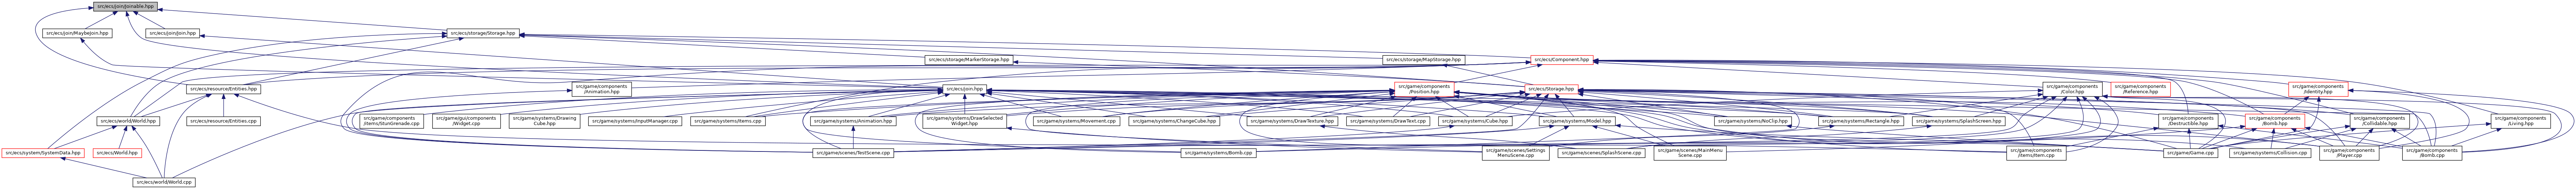 src/ecs/join/Joinable.hpp
src/ecs/join/MaybeJoin.hpp
src/ecs/join/Join.hpp
src/ecs/storage/Storage.hpp
src/ecs/storage/MarkerStorage.hpp
src/ecs/storage/MapStorage.hpp
src/ecs/Component.hpp
src/ecs/resource/Entities.hpp
src/game/components
/Animation.hpp
src/ecs/join.hpp
src/game/components
/Position.hpp
src/ecs/Storage.hpp
src/game/components
/Color.hpp
src/game/components
/Reference.hpp
src/game/components
/Identity.hpp
src/ecs/world/World.hpp
src/ecs/resource/Entities.cpp
src/game/components
/items/StunGrenade.cpp
src/game/gui/components
/Widget.cpp
src/game/systems/Drawing
Cube.hpp
src/game/systems/InputManager.cpp
src/game/systems/Items.cpp
src/game/systems/Animation.hpp
src/game/systems/DrawSelected
Widget.hpp
src/game/systems/Movement.cpp
src/game/systems/ChangeCube.hpp
src/game/systems/DrawTexture.hpp
src/game/systems/DrawText.cpp
src/game/systems/Cube.hpp
src/game/systems/Model.hpp
src/game/systems/NoClip.hpp
src/game/systems/Rectangle.hpp
src/game/systems/SplashScreen.hpp
src/game/components
/Destructible.hpp
src/game/components
/Bomb.hpp
src/game/components
/Collidable.hpp
src/game/components
/Living.hpp
src/ecs/system/SystemData.hpp
src/ecs/World.hpp
src/game/scenes/TestScene.cpp
src/game/systems/Bomb.cpp
src/game/scenes/Settings
MenuScene.cpp
src/game/scenes/SplashScene.cpp
src/game/scenes/MainMenu
Scene.cpp
src/game/components
/items/Item.cpp
src/game/Game.cpp
src/game/systems/Collision.cpp
src/game/components
/Player.cpp
src/game/components
/Bomb.cpp
src/ecs/world/World.cpp